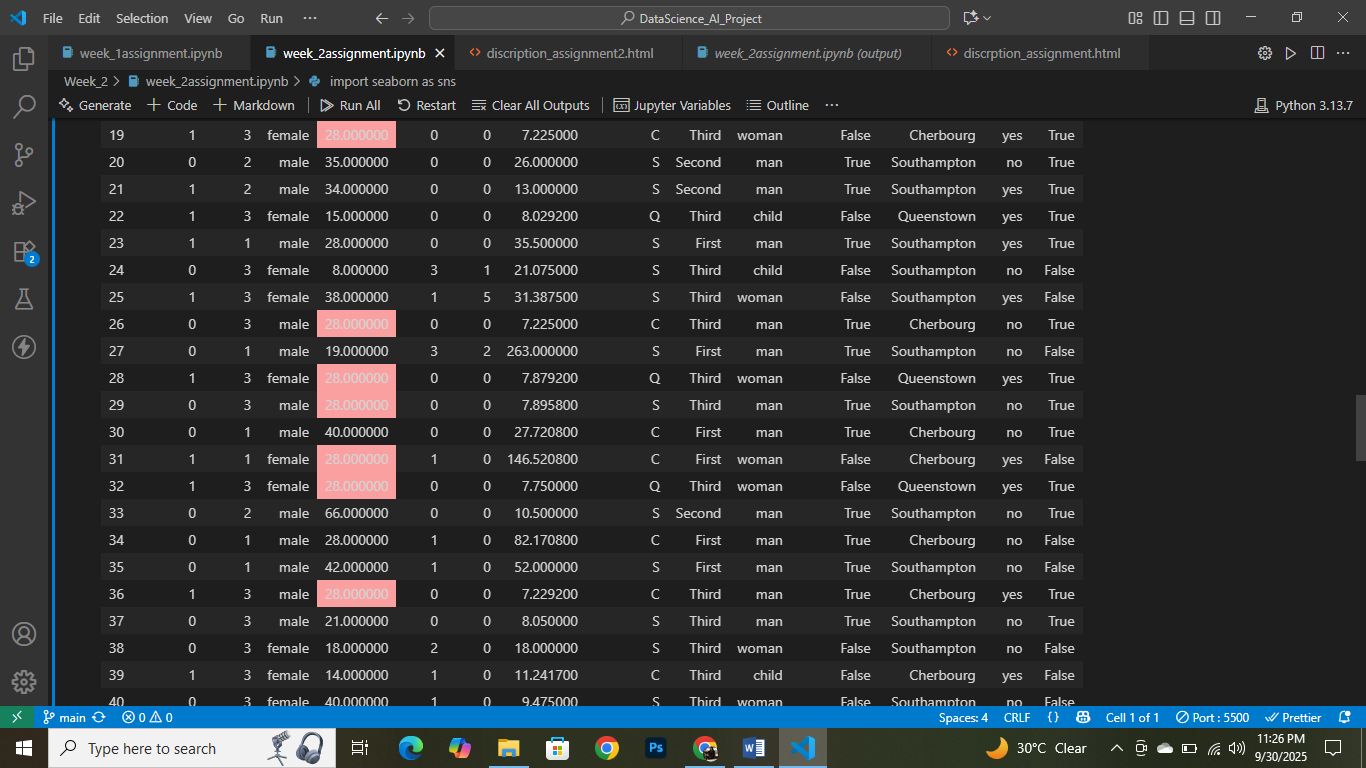 File Edit Selection View Go Run ··· DataScience_AI_Project
week_1assignment.ipynb week_2assignment.ipynb discription_assignment2.html week_2assignment.ipynb (output) discrption_assignment.html
Week_2 > week_2assignment.ipynb > import seaborn as sns
Generate + Code + Markdown Run All Restart Clear All Outputs Jupyter Variables Outline ··· Python 3.13.7
19 1 3 female 28.000000 0 0 7.225000 C Third woman False Cherbourg yes True
20 0 2 male 35.000000 0 0 26.000000 S Second man True Southampton no True
21 1 2 male 34.000000 0 0 13.000000 S Second man True Southampton yes True
22 1 3 female 15.000000 0 0 8.029200 Q Third child False Queenstown yes True
23 1 1 male 28.000000 0 0 35.500000 S First man True Southampton yes True
24 0 3 female 8.000000 3 1 21.075000 S Third child False Southampton no False
25 1 3 female 38.000000 1 5 31.387500 S Third woman False Southampton yes False
26 0 3 male 28.000000 0 0 7.225000 C Third man True Cherbourg no True
27 0 1 male 19.000000 3 2 263.000000 S First man True Southampton no False
28 1 3 female 28.000000 0 0 7.879200 Q Third woman False Queenstown yes True
29 0 3 male 28.000000 0 0 7.895800 S Third man True Southampton no True
30 0 1 male 40.000000 0 0 27.720800 C First man True Cherbourg no True
31 1 1 female 28.000000 1 0 146.520800 C First woman False Cherbourg yes False
32 1 3 female 28.000000 0 0 7.750000 Q Third woman False Queenstown yes True
33 0 2 male 66.000000 0 0 10.500000 S Second man True Southampton no True
34 0 1 male 28.000000 1 0 82.170800 C First man True Cherbourg no False
35 0 1 male 42.000000 1 0 52.000000 S First man True Southampton no False
36 1 3 male 28.000000 0 0 7.229200 C Third man True Cherbourg yes True
37 0 3 male 21.000000 0 0 8.050000 S Third man True Southampton no True
38 0 3 female 18.000000 2 0 18.000000 S Third woman False Southampton no False
39 1 3 female 14.000000 1 0 11.241700 C Third child False Cherbourg yes False
40 0 3 female 40.000000 1 0 9.475000 S Third woman False Southampton no False
2
main 0 0 Spaces: 4 CRLF {} Cell 1 of 1 Port : 5500 Prettier
Type here to search Ps W 30°C Clear 11:26 PM
9/30/2025